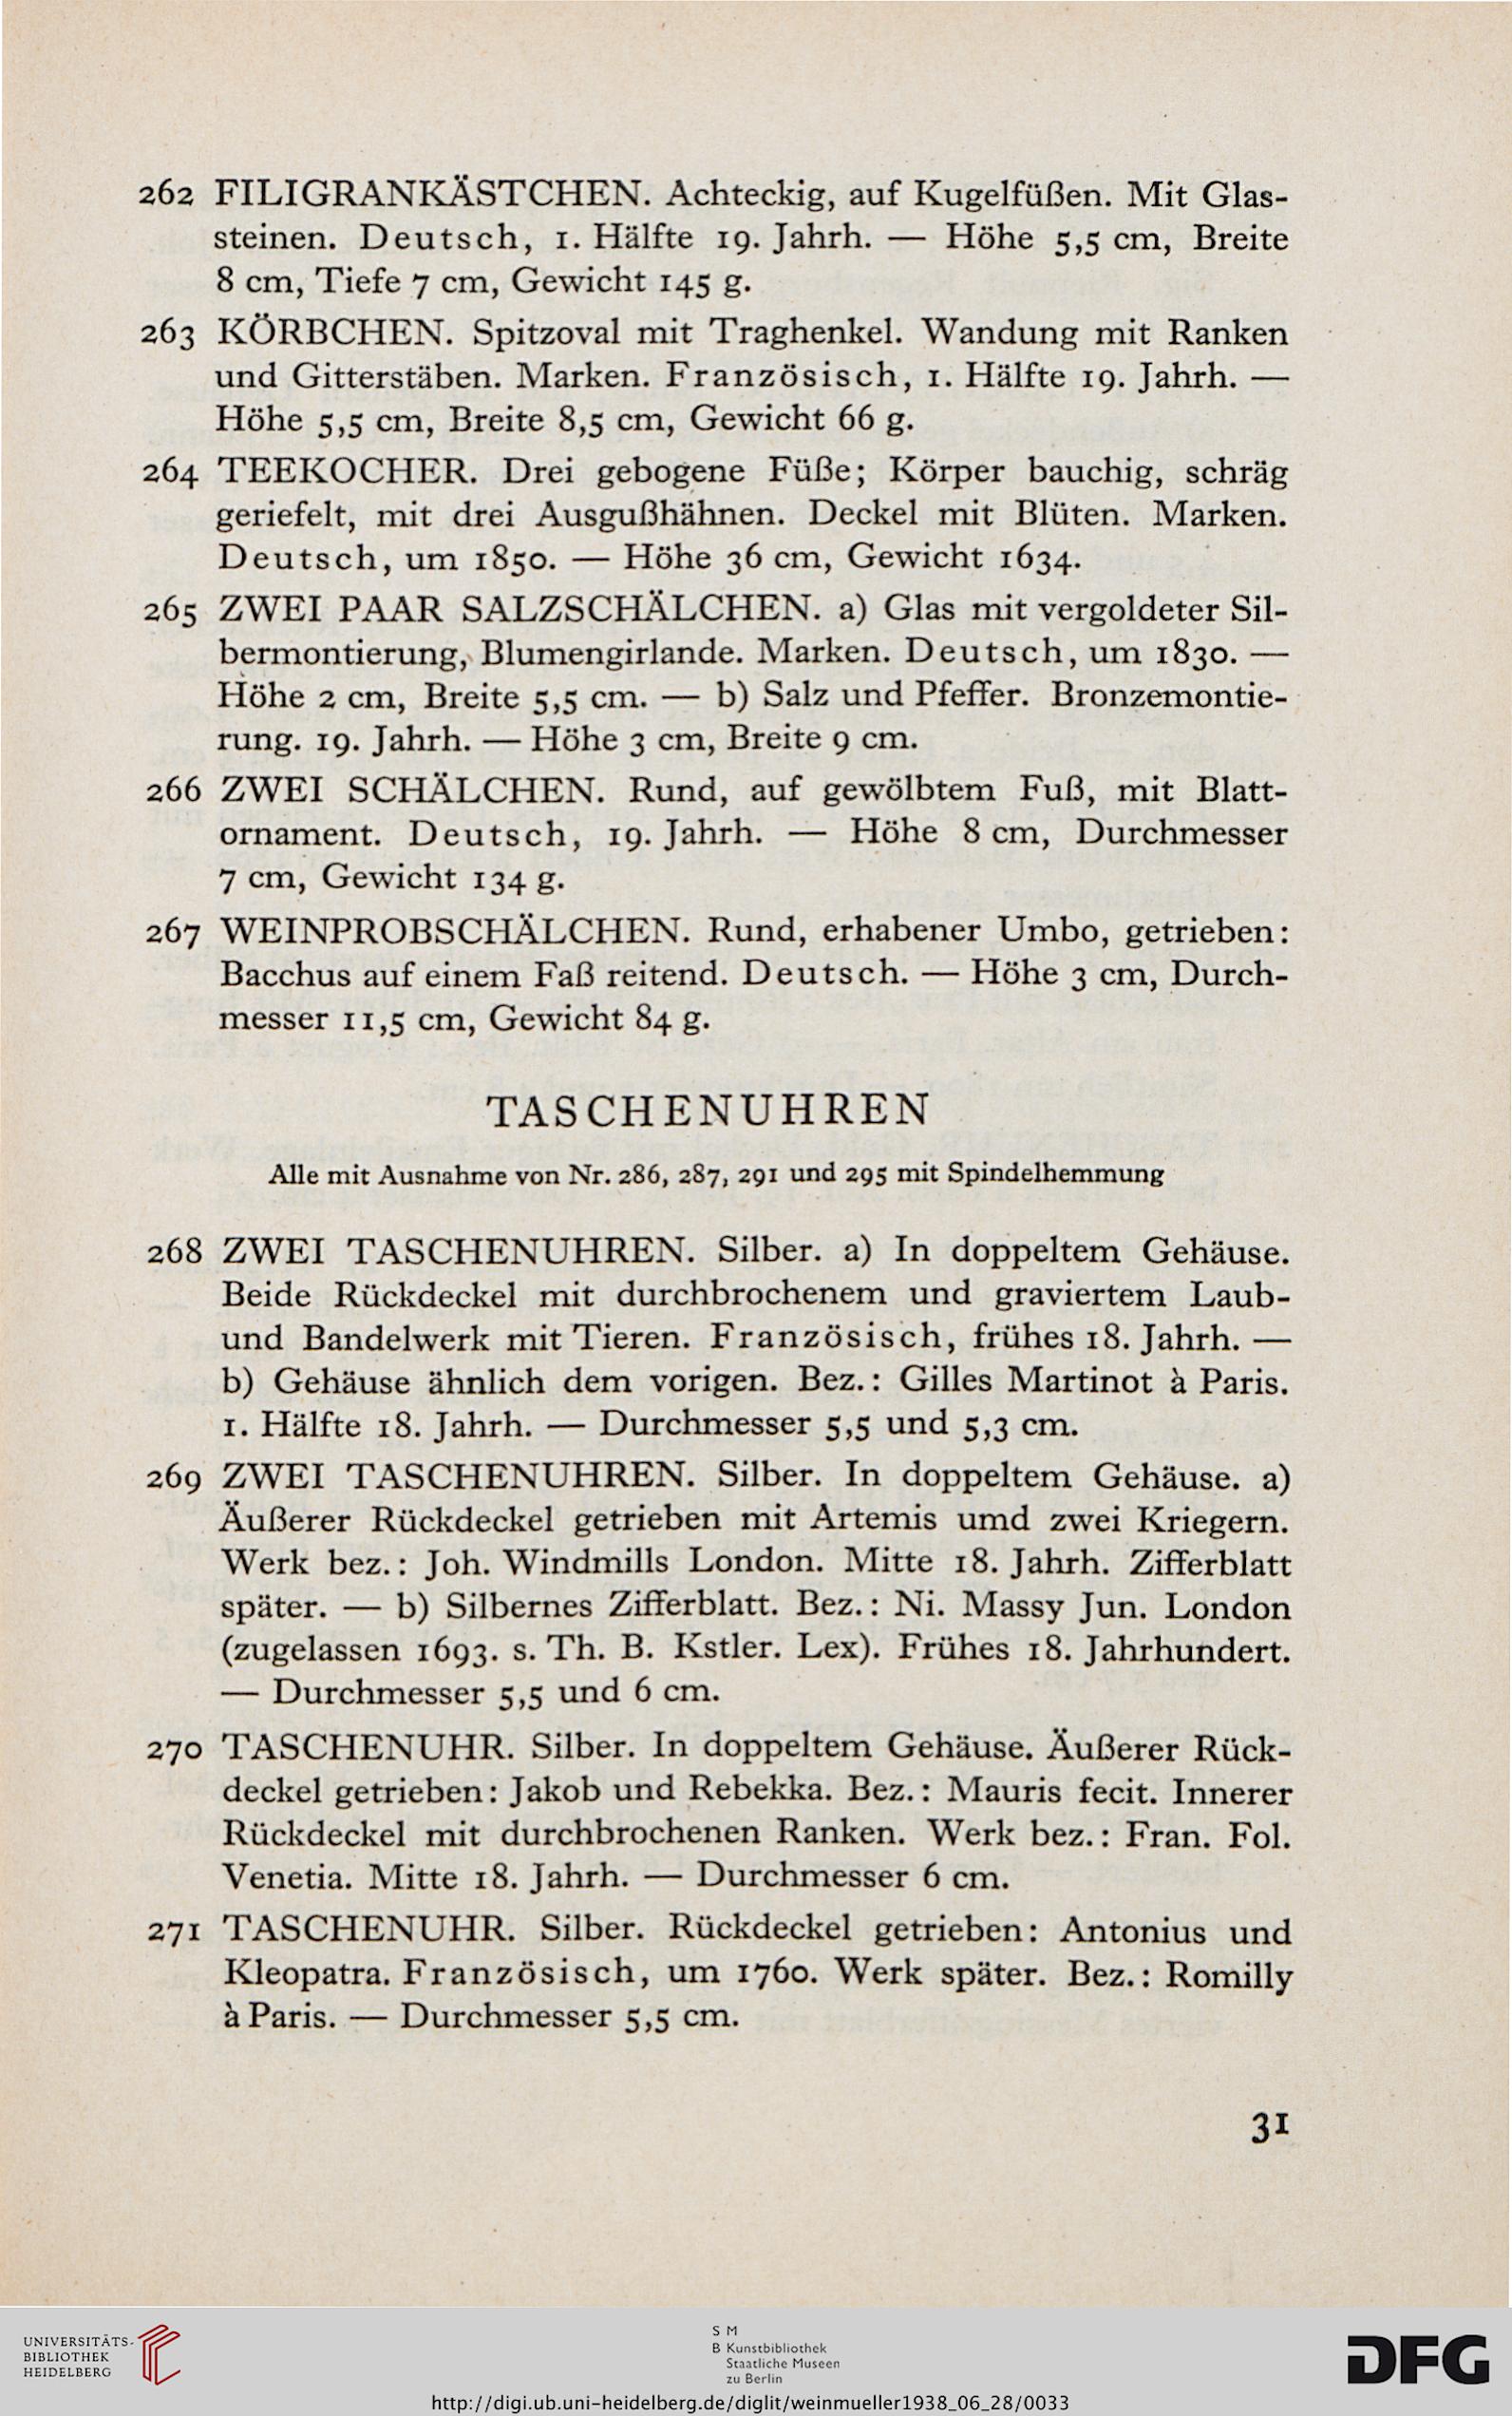 262 FILIGRANKÄSTCHEN. Achteckig, auf Kugelfüßen. Mit Glas-
steinen. Deutsch, 1. Hälfte 19. Jahrh. — Höhe 5,5 cm, Breite
8 cm, Tiefe 7 cm, Gewicht 145 g.
263 KÖRBCHEN. Spitzoval mit Traghenkel. Wandung mit Ranken
und Gitterstäben. Marken. Französisch, 1. Hälfte 19. Jahrh. —
Höhe 5,5 cm, Breite 8,5 cm, Gewicht 66 g.
264 TEEKOCHER. Drei gebogene Füße; Körper bauchig, schräg
geriefelt, mit drei Ausgußhähnen. Deckel mit Blüten. Marken.
Deutsch, um 1850. — Höhe 36 cm, Gewicht 1634.
265 ZWEI PAAR SALZSCHÄLCHEN. a) Glas mit vergoldeter Sil-
bermontierung, Blumengirlande. Marken. Deutsch, um 1830. —
Höhe 2 cm, Breite 5,5 cm. — b) Salz und Pfeffer. Bronzemontie-
rung. 19. Jahrh. — Höhe 3 cm, Breite 9 cm.
266 ZWEI SCHÄLCHEN. Rund, auf gewölbtem Fuß, mit Blatt-
ornament. Deutsch, 19. Jahrh. — Höhe 8 cm, Durchmesser
7 cm, Gewicht 134 g.
267 WEINPROBSCHÄLCHEN. Rund, erhabener Umbo, getrieben:
Bacchus auf einem Faß reitend. Deutsch. — Höhe 3 cm, Durch-
messer 11,5 cm, Gewicht 84 g.
TASCHENUHREN
Alle mit Ausnahme von Nr. 286, 287, 291 und 295 mit Spindelhemmung
268 ZWEI TASCHENUHREN. Silber. a) In doppeltem Gehäuse.
Beide Rückdeckel mit durchbrochenem und graviertem Laub-
und Bandelwerk mit Tieren. Französisch, frühes 18. Jahrh. —
b) Gehäuse ähnlich dem vorigen. Bez.: Gilles Martinot à Paris.
1. Hälfte 18. Jahrh. — Durchmesser 5,5 und 5,3 cm.
269 ZWEI TASCHENUHREN. Silber. In doppeltem Gehäuse. a)
Äußerer Rückdeckel getrieben mit Artemis umd zwei Kriegern.
Werk bez.: Joh. Windmills London. Mitte 18. Jahrh. Zifferblatt
später. — b) Silbernes Zifferblatt. Bez.: Ni. Massy Jun. London
(zugelassen 1693. s. Th. B. Kstler. Lex). Frühes 18. Jahrhundert.
— Durchmesser 5,5 und 6 cm.
270 TASCHENUHR. Silber. In doppeltem Gehäuse. Äußerer Rück-
deckel getrieben: Jakob und Rebekka. Bez.: Mauris fecit. Innerer
Rückdeckel mit durchbrochenen Ranken. Werk bez.: Fran. Fol.
Venetia. Mitte 18. Jahrh. — Durchmesser 6 cm.
271 TASCHENUHR. Silber. Rückdeckel getrieben: Antonius und
Kleopatra. Französisch, um 1760. Werk später. Bez.: Romilly
à Paris. — Durchmesser 5,5 cm.
31
UNIVERSITÄTS-
BIBLIOTHEK
HEIDELBERG
S M
B Kunstbibliothek
Staatliche Museen
zu Berlin
DFG
http://digi.ub.uni-heidelberg.de/diglit/weinmueller1938_06_28/0033